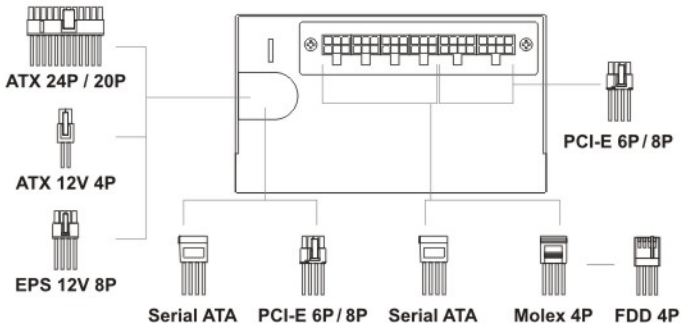 ATX 24P / 20P
PCI-E 6P / 8P
ATX 12V 4P
EPS 12V 8P
Serial ATA
PCI-E 6P / 8P
Serial ATA
Molex 4P
FDD 4P